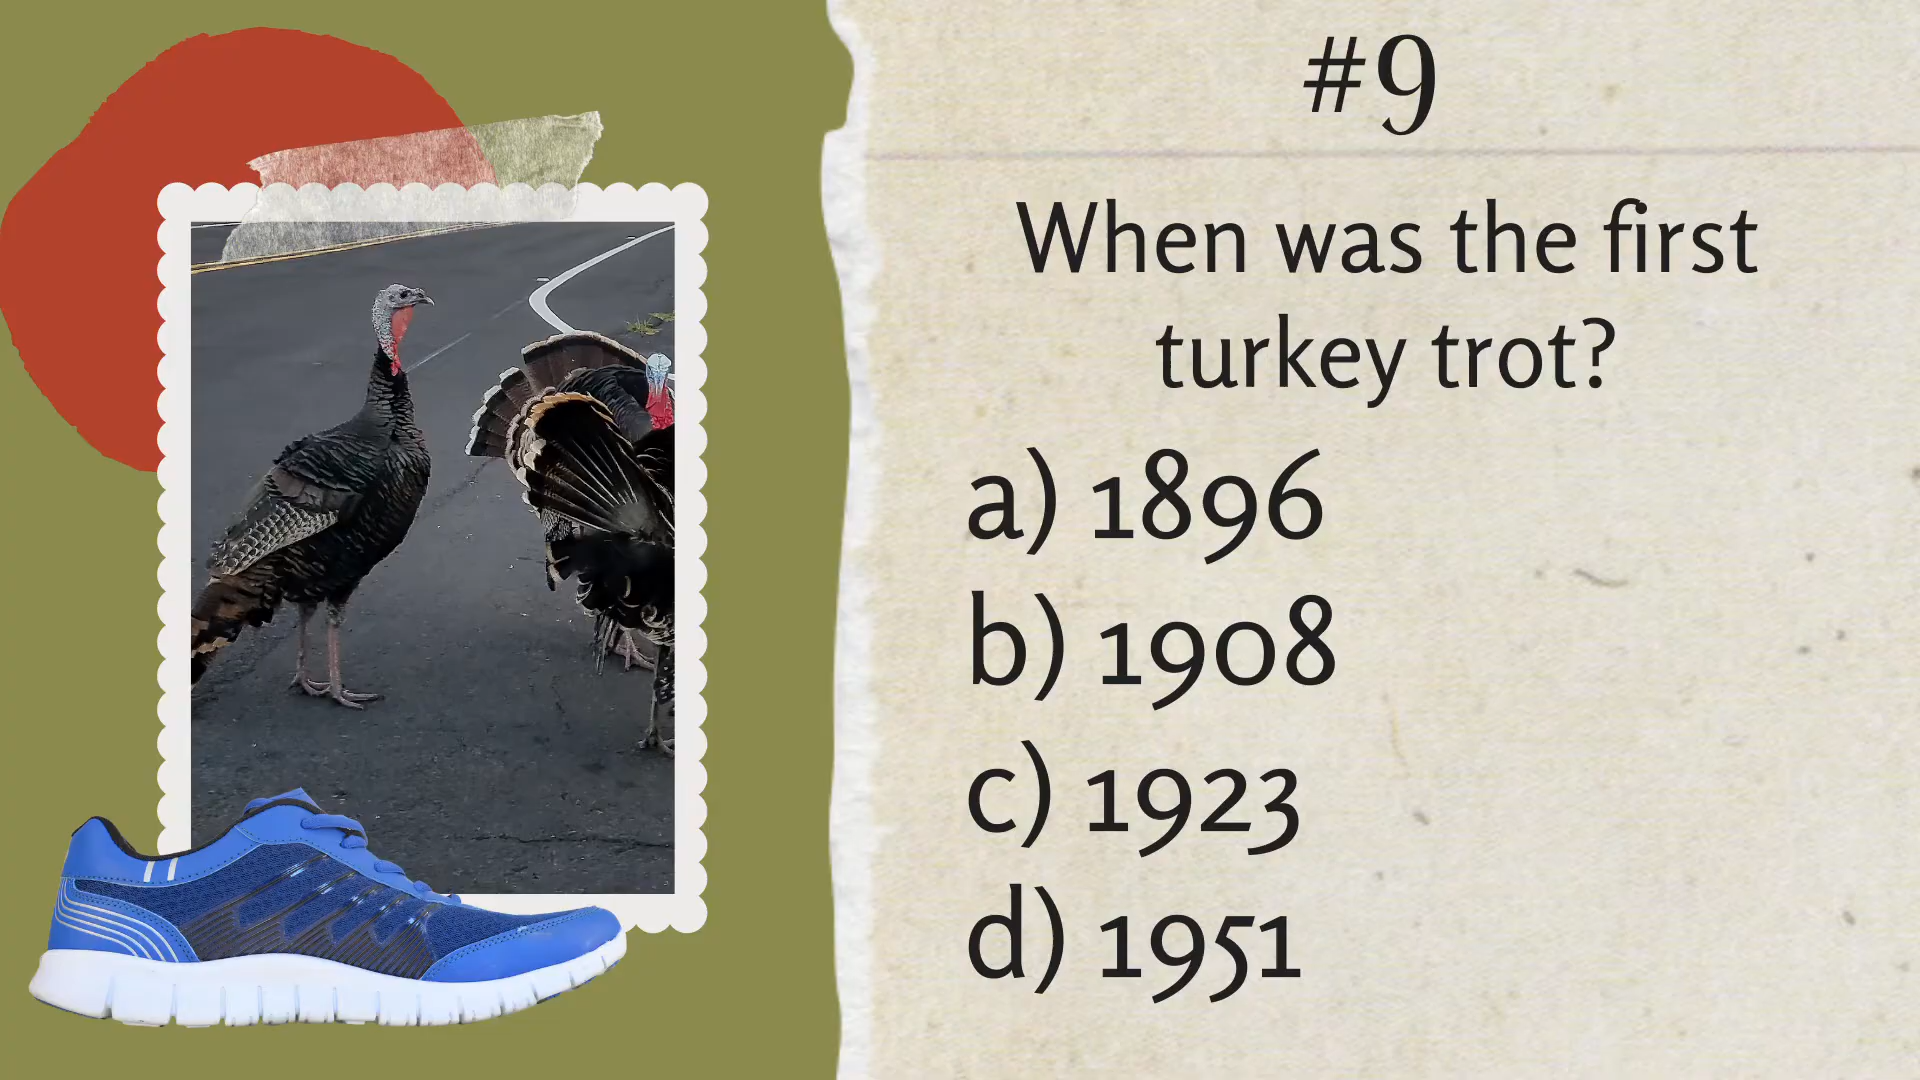 #9
When was the first
turkey trot?
a) 1896
b) 1908
c) 1923
d) 1951